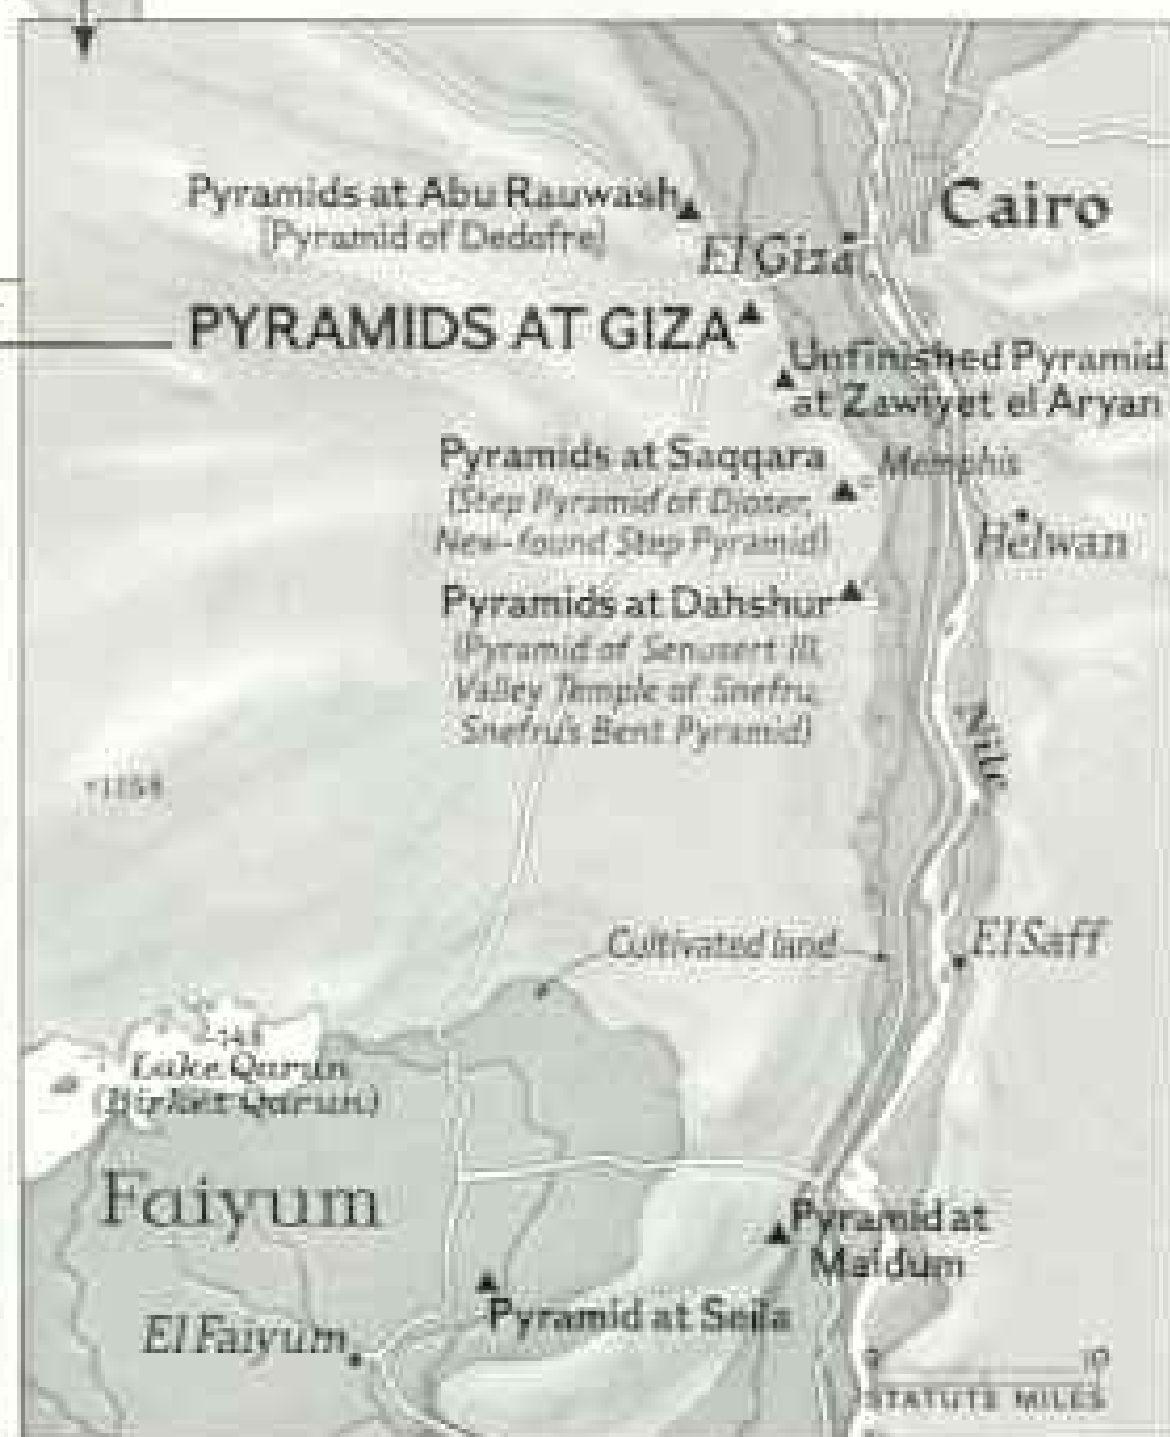 Pyramids at Abu Rauwash
(Pyramid of Dedefre)
Cairo
El Giza
PYRAMIDS AT GIZA
Unfinished Pyramid
at Zawiyet el Aryan
Pyramids at Saqqara
(Step Pyramid of Djoser,
New-found Step Pyramid)
Memphis
Helwan
Pyramids at Dahshur
(Pyramid of Senusert III,
Valley Temple of Snefru,
Snefru's Bent Pyramid)
Nile
Cultivated land
El Saff
Lake Qarun
(Birket Qarun)
Faiyum
Pyramid at
Maidum
Pyramid at Seila
El Faiyum
0 10
STATUTE MILES